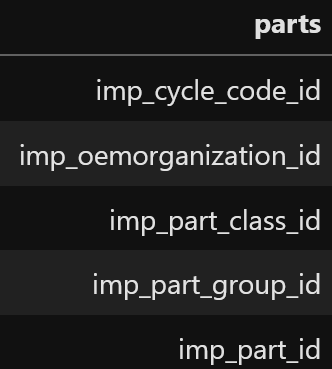 parts
imp_cycle_code_id
imp_oemorganization_id
imp_part_class_id
imp_part_group_id
imp_part_id